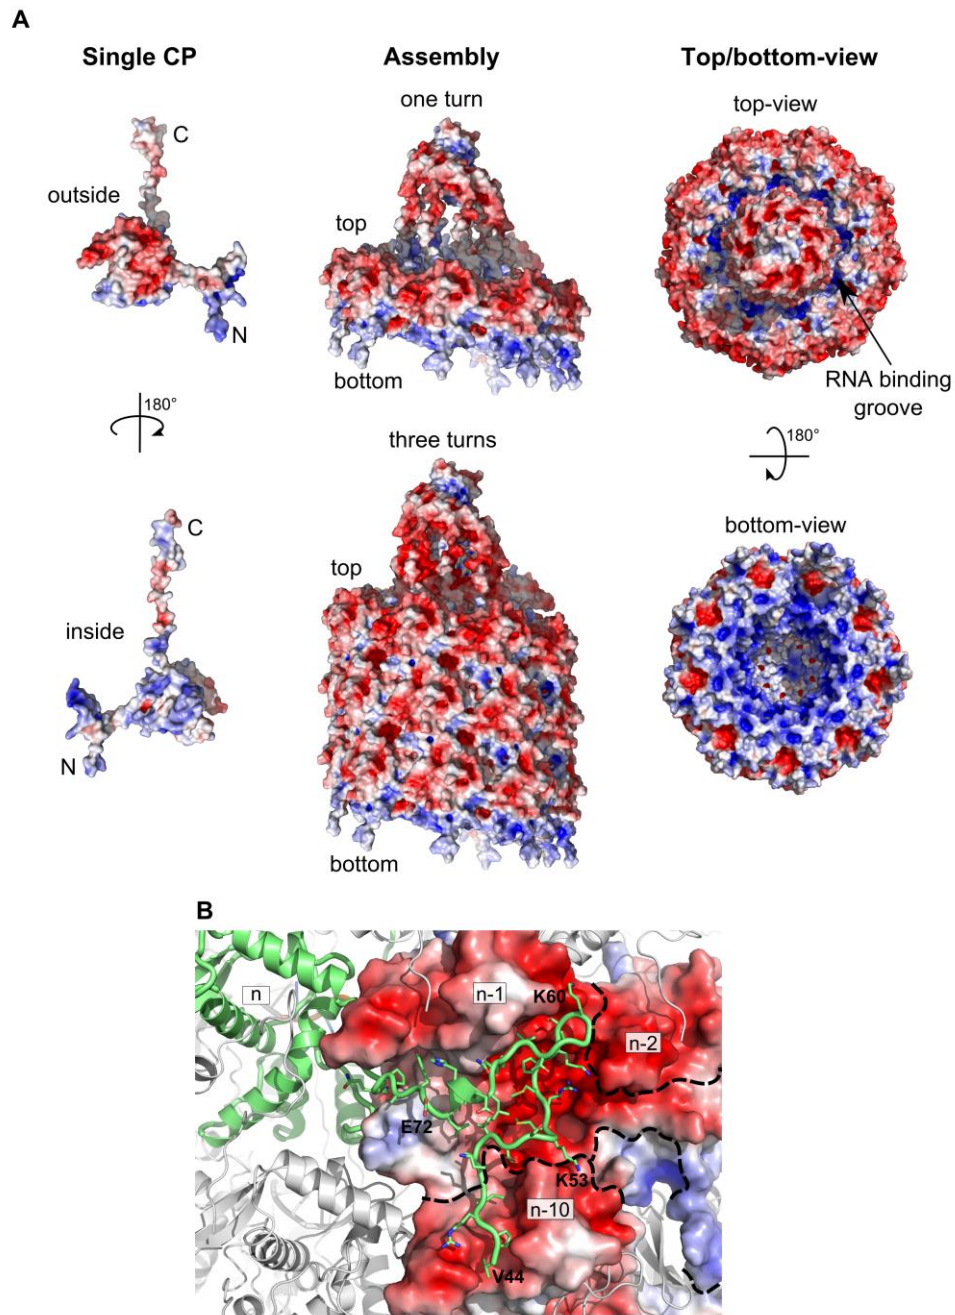 A
Single CP
Assembly
Top/bottom-view
one turn
top-view
C
outside
top
N
bottom
RNA binding
groove
180°
180°
three turns
bottom-view
C
top
inside
N
bottom
B
n
n-1
K60
n-2
E72
K53
n-10
V44